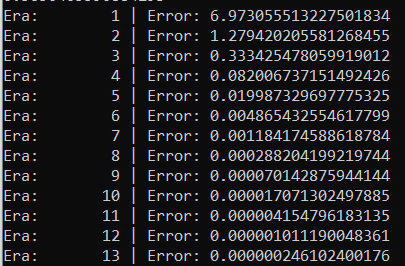 Era: 1 | Error: 6.973055513227501834
Era: 2 | Error: 1.279420205581268455
Era: 3 | Error: 0.333425478059919012
Era: 4 | Error: 0.082006737151492426
Era: 5 | Error: 0.019987329697775325
Era: 6 | Error: 0.004865432554617799
Era: 7 | Error: 0.001184174588618784
Era: 8 | Error: 0.000288204199219744
Era: 9 | Error: 0.000070142875944144
Era: 10 | Error: 0.000017071302497885
Era: 11 | Error: 0.000004154796183135
Era: 12 | Error: 0.000001011190048361
Era: 13 | Error: 0.000000246102400176